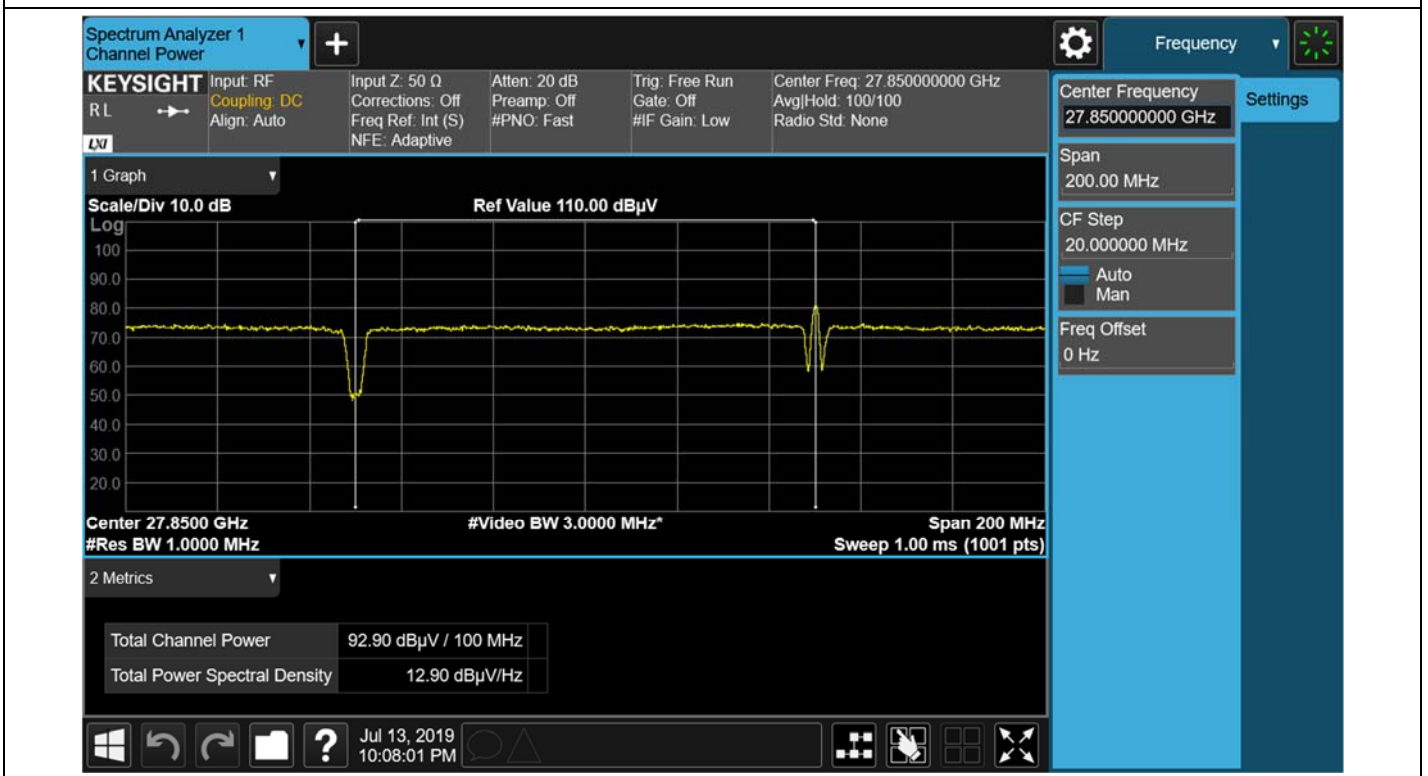 Spectrum Analyzer 1
Channel Power
+
Frequency
KEYSIGHT
RL
LXI
Input: RF
Coupling: DC
Align: Auto
Input Z: 50 Ω
Corrections: Off
Freq Ref: Int (S)
NFE: Adaptive
Atten: 20 dB
Preamp: Off
#PNO: Fast
Trig: Free Run
Gate: Off
#IF Gain: Low
Center Freq: 27.850000000 GHz
Avg|Hold: 100/100
Radio Std: None
Center Frequency
27.850000000 GHz
Settings
Span
200.00 MHz
CF Step
20.000000 MHz
Auto
Man
Freq Offset
0 Hz
1 Graph
Scale/Div 10.0 dB
Ref Value 110.00 dBµV
Log
100
90.0
80.0
70.0
60.0
50.0
40.0
30.0
20.0
Center 27.8500 GHz
#Video BW 3.0000 MHz*
Span 200 MHz
#Res BW 1.0000 MHz
Sweep 1.00 ms (1001 pts)
2 Metrics
Total Channel Power 92.90 dBµV / 100 MHz
Total Power Spectral Density 12.90 dBµV/Hz
?
Jul 13, 2019
10:08:01 PM